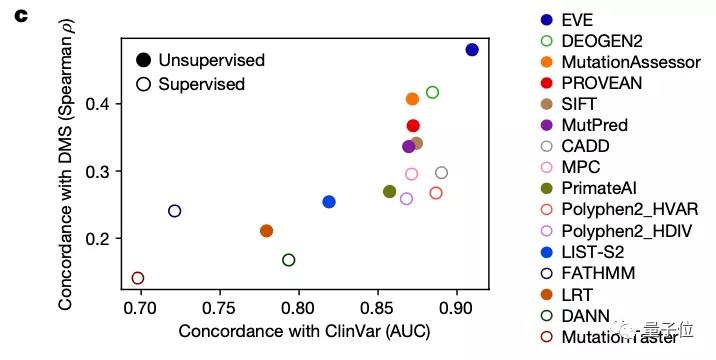 c
Unsupervised
Supervised
Concordance with DMS (Spearman ρ)
0.4
0.3
0.2
0.70 0.75 0.80 0.85 0.90
Concordance with ClinVar (AUC)
EVE
DEOGEN2
MutationAssessor
PROVEAN
SIFT
MutPred
CADD
MPC
PrimateAI
Polyphen2_HVAR
Polyphen2_HDIV
LIST-S2
FATHMM
LRT
DANN
MutationTaster
量子位